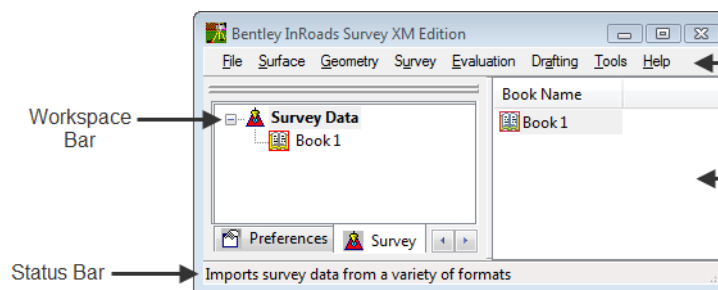 Bentley InRoads Survey XM Edition
File Surface Geometry Survey Evaluation Drafting Tools Help
Workspace
Bar
Survey Data
Book 1
Book Name
Book 1
Preferences Survey
Status Bar
Imports survey data from a variety of formats